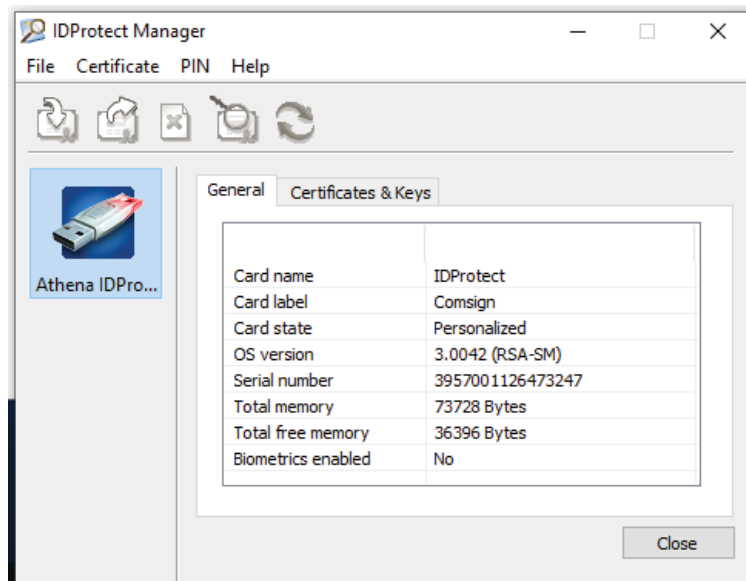 IDProtect Manager
File Certificate PIN Help
Athena IDPro...
General Certificates & Keys
Card name IDProtect
Card label Comsign
Card state Personalized
OS version 3.0042 (RSA-SM)
Serial number 3957001126473247
Total memory 73728 Bytes
Total free memory 36396 Bytes
Biometrics enabled No
Close